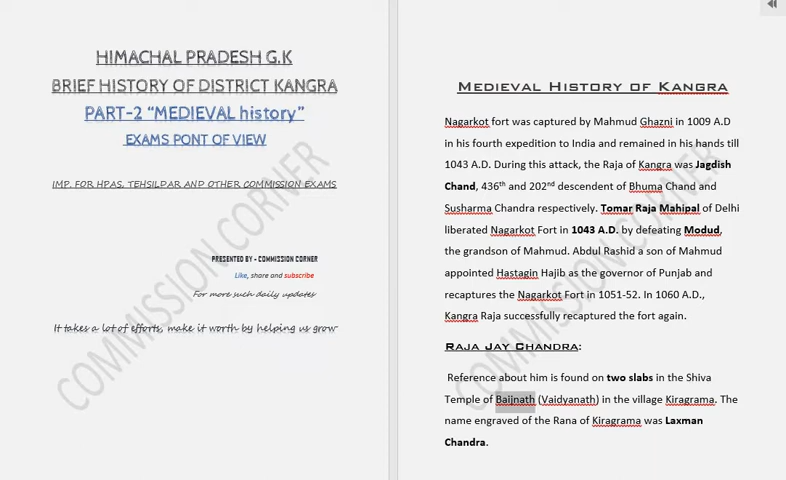 HIMACHAL PRADESH G.K
BRIEF HISTORY OF DISTRICT KANGRA
PART-2 “MEDIEVAL history”
EXAMS PONT OF VIEW
IMP. FOR HPAS, TEHSILDAR AND OTHER COMMISSION EXAMS
PRESENTED BY - COMMISSION CORNER
Like, share and subscribe
For more such daily updates
It takes a lot of efforts, make it worth by helping us grow
COMMISSION CORNER
Medieval History of Kangra
Nagarkot fort was captured by Mahmud Ghazni in 1009 A.D
in his fourth expedition to India and remained in his hands till
1043 A.D. During this attack, the Raja of Kangra was Jagdish
Chand, 436th and 202nd descendent of Bhuma Chand and
Susharma Chandra respectively. Tomar Raja Mahipal of Delhi
liberated Nagarkot Fort in 1043 A.D. by defeating Modud,
the grandson of Mahmud. Abdul Rashid a son of Mahmud
appointed Hastagin Hajib as the governor of Punjab and
recaptures the Nagarkot Fort in 1051-52. In 1060 A.D.,
Kangra Raja successfully recaptured the fort again.
Raja Jay Chandra:
Reference about him is found on two slabs in the Shiva
Temple of Baijnath (Vaidyanath) in the village Kiragrama. The
name engraved of the Rana of Kiragrama was Laxman
Chandra.
COMMISSION CORNER